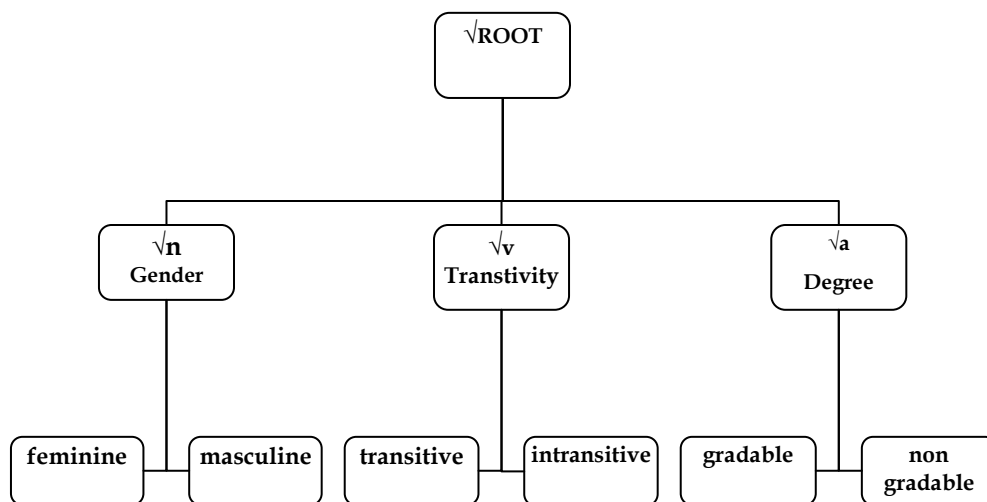 √ROOT
√n
Gender
√v
Transtivity
√a
Degree
feminine
masculine
transitive
intransitive
gradable
non
gradable